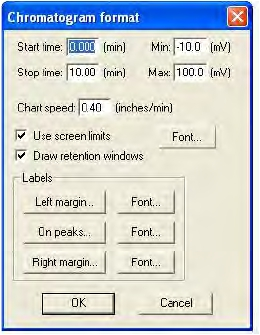 Chromatogram format
Start time: 0.000 (min) Min: -10.0 (mV)
Stop time: 10.00 (min) Max: 100.0 (mV)
Chart speed: 0.40 (inches/min)
Use screen limits Font...
Draw retention windows
Labels
Left margin... Font...
On peaks... Font...
Right margin... Font...
OK Cancel